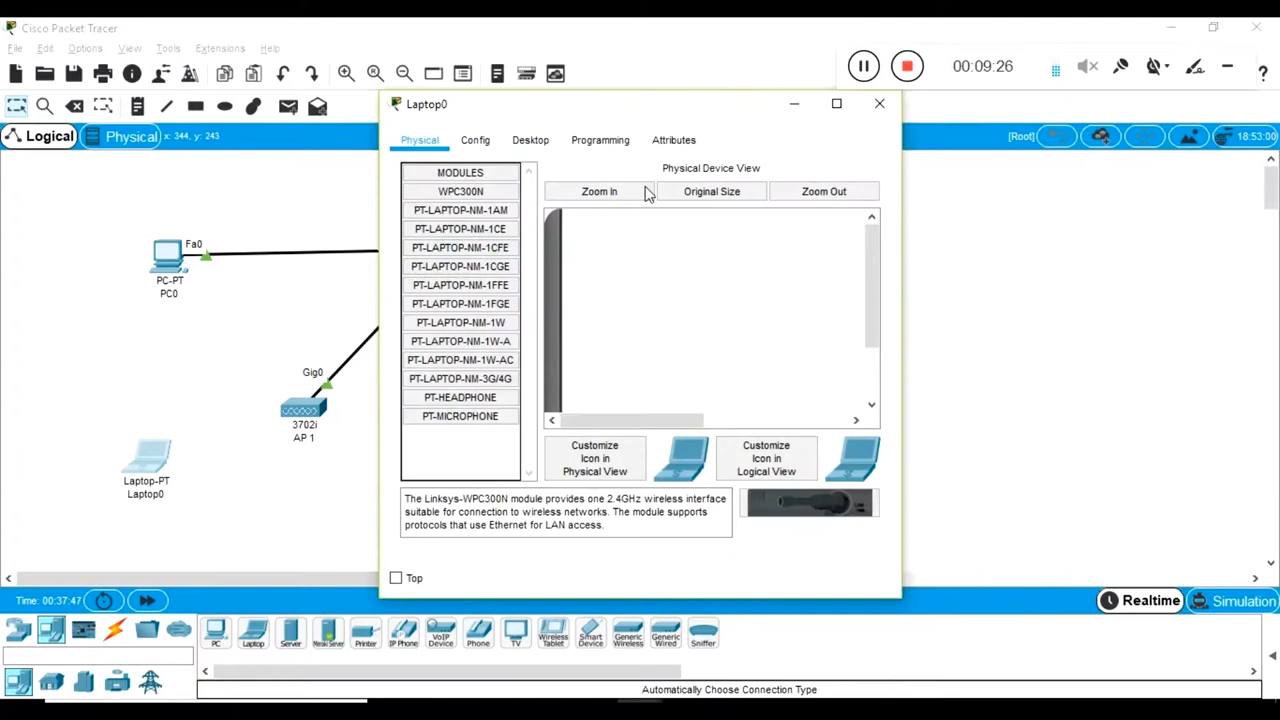 Cisco Packet Tracer
File Edit Options View Tools Extensions Help
00:09:26
?
Logical Physical x: 344, y: 243
[Root] 18:53:00
Laptop0
Physical Config Desktop Programming Attributes
MODULES
WPC300N
PT-LAPTOP-NM-1AM
PT-LAPTOP-NM-1CE
PT-LAPTOP-NM-1CFE
PT-LAPTOP-NM-1CGE
PT-LAPTOP-NM-1FFE
PT-LAPTOP-NM-1FGE
PT-LAPTOP-NM-1W
PT-LAPTOP-NM-1W-A
PT-LAPTOP-NM-1W-AC
PT-LAPTOP-NM-3G/4G
PT-HEADPHONE
PT-MICROPHONE
Physical Device View
Zoom In Original Size Zoom Out
Customize
Icon in
Physical View
Customize
Icon in
Logical View
The Linksys-WPC300N module provides one 2.4GHz wireless interface
suitable for connection to wireless networks. The module supports
protocols that use Ethernet for LAN access.
Top
Fa0
PC-PT
PC0
Gig0
3702i
AP 1
Laptop-PT
Laptop0
Time: 00:37:47
Realtime Simulation
PC Laptop Server Meraki Server Printer IP Phone VoIP Device Phone TV Wireless Tablet Smart Device Generic Wireless Generic Wired Sniffer
Automatically Choose Connection Type